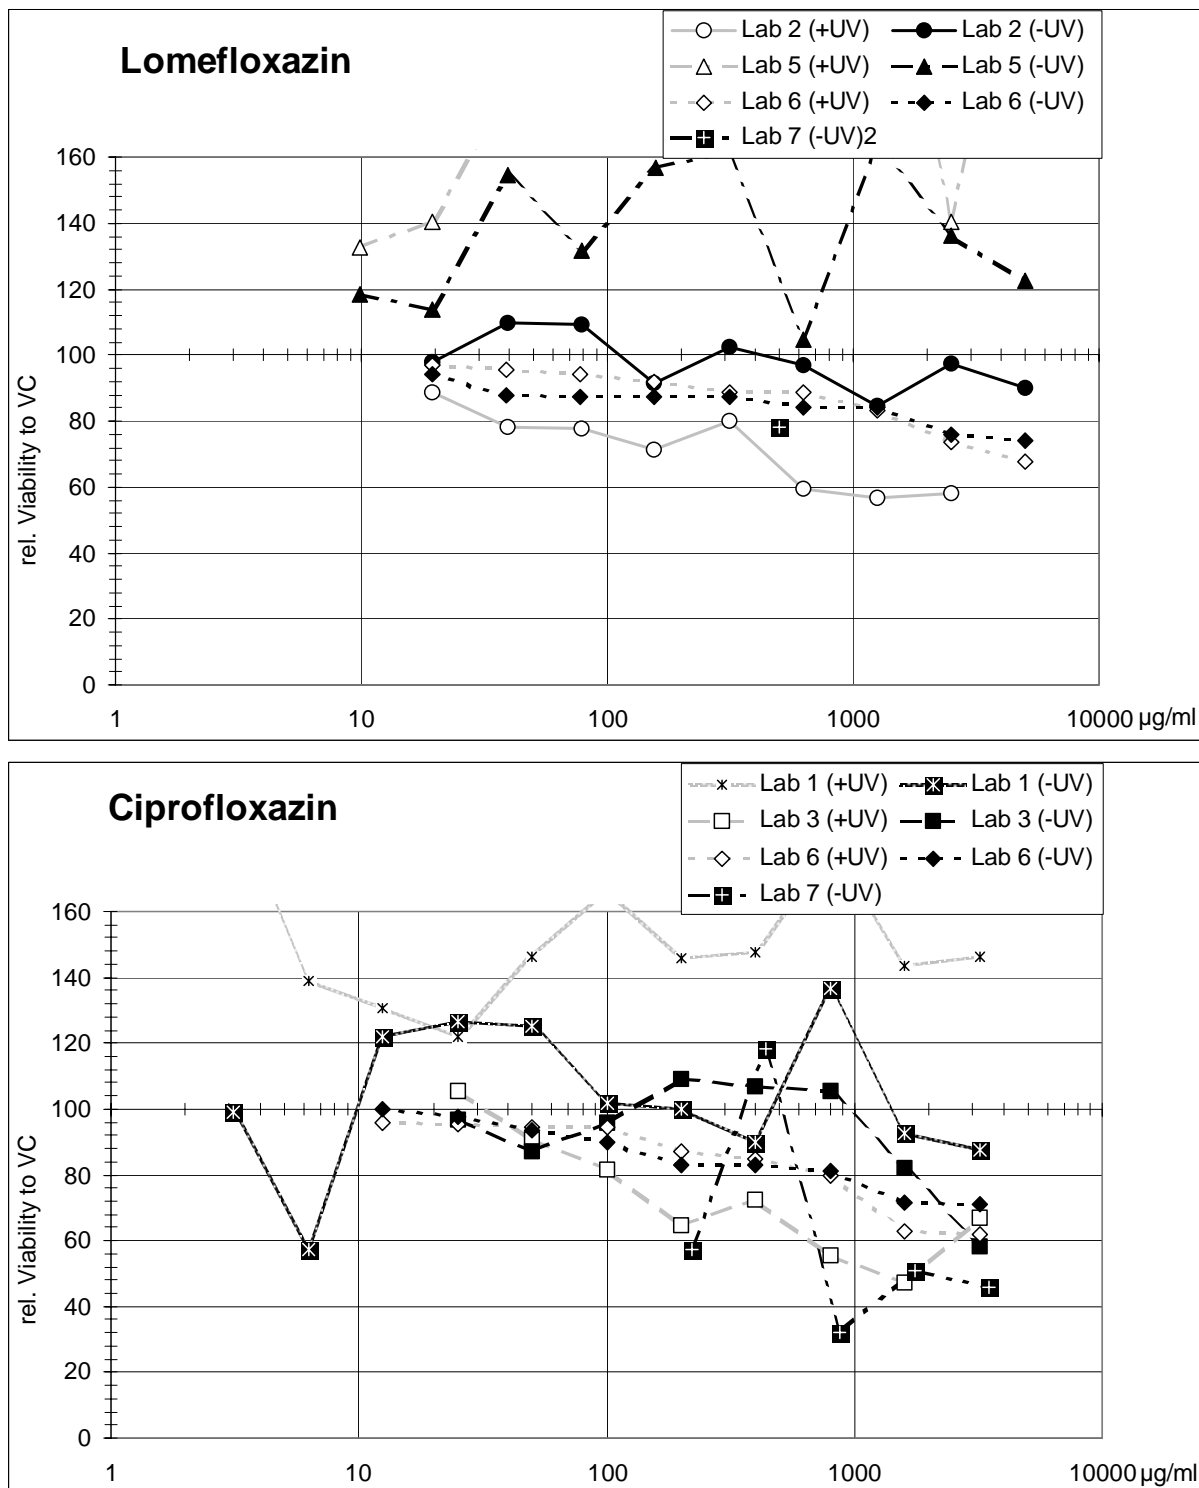 Lomefloxazin
Lab 2 (+UV) Lab 2 (-UV)
Lab 5 (+UV) Lab 5 (-UV)
Lab 6 (+UV) Lab 6 (-UV)
Lab 7 (-UV)2
160
140
120
100
80
60
40
20
0
rel. Viability to VC
1 10 100 1000 10000 µg/ml
Ciprofloxazin
Lab 1 (+UV) Lab 1 (-UV)
Lab 3 (+UV) Lab 3 (-UV)
Lab 6 (+UV) Lab 6 (-UV)
Lab 7 (-UV)
160
140
120
100
80
60
40
20
0
rel. Viability to VC
1 10 100 1000 10000 µg/ml